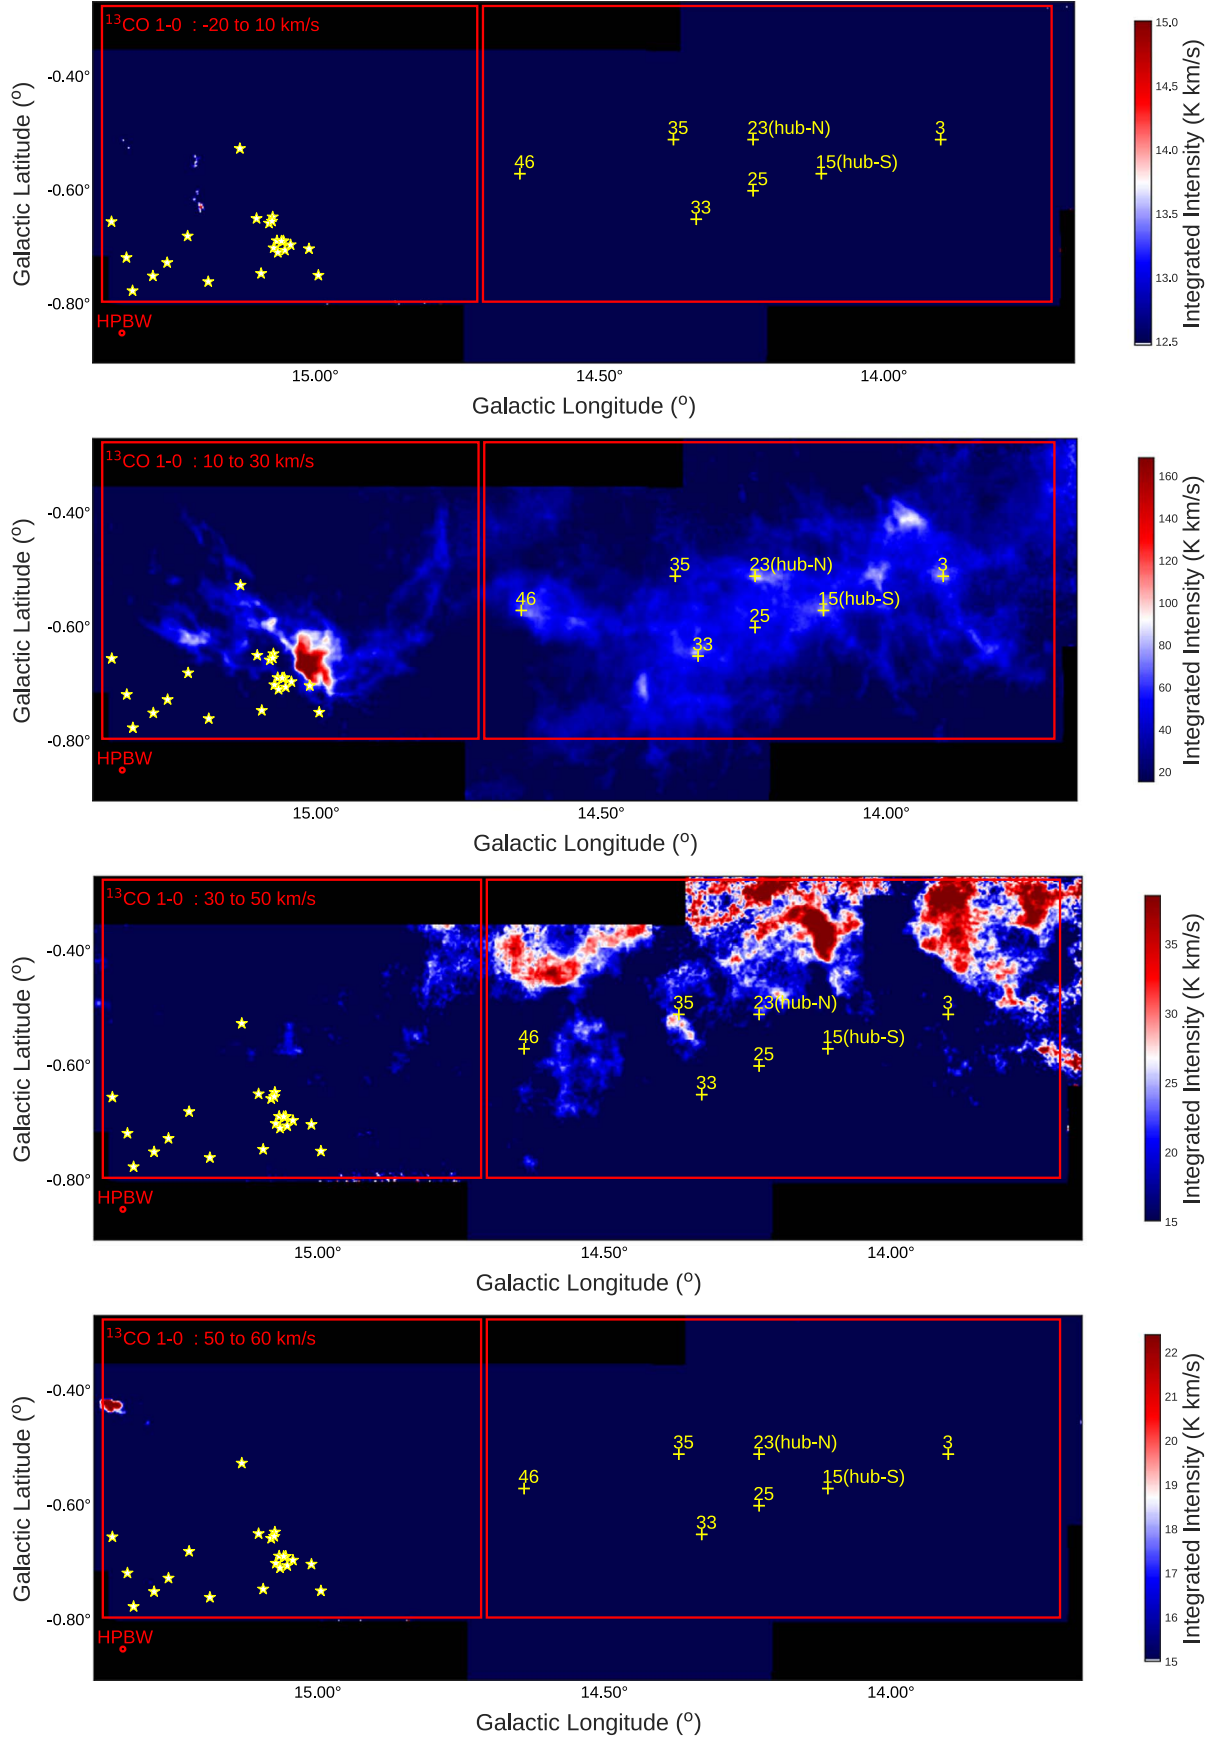 ¹³CO 1-0 : -20 to 10 km/s
35
23(hub-N)
3
46
15(hub-S)
25
33
HPBW
-0.40°
-0.60°
-0.80°
Galactic Latitude (°)
15.00°
14.50°
14.00°
Galactic Longitude (°)
15.0
14.5
14.0
13.5
13.0
12.5
Integrated Intensity (K km/s)
¹³CO 1-0 : 10 to 30 km/s
35
23(hub-N)
3
46
15(hub-S)
25
33
HPBW
-0.40°
-0.60°
-0.80°
Galactic Latitude (°)
15.00°
14.50°
14.00°
Galactic Longitude (°)
160
140
120
100
80
60
40
20
Integrated Intensity (K km/s)
¹³CO 1-0 : 30 to 50 km/s
35
23(hub-N)
3
46
15(hub-S)
25
33
HPBW
-0.40°
-0.60°
-0.80°
Galactic Latitude (°)
15.00°
14.50°
14.00°
Galactic Longitude (°)
35
30
25
20
15
Integrated Intensity (K km/s)
¹³CO 1-0 : 50 to 60 km/s
35
23(hub-N)
3
46
15(hub-S)
25
33
HPBW
-0.40°
-0.60°
-0.80°
Galactic Latitude (°)
15.00°
14.50°
14.00°
Galactic Longitude (°)
22
21
20
19
18
17
16
15
Integrated Intensity (K km/s)